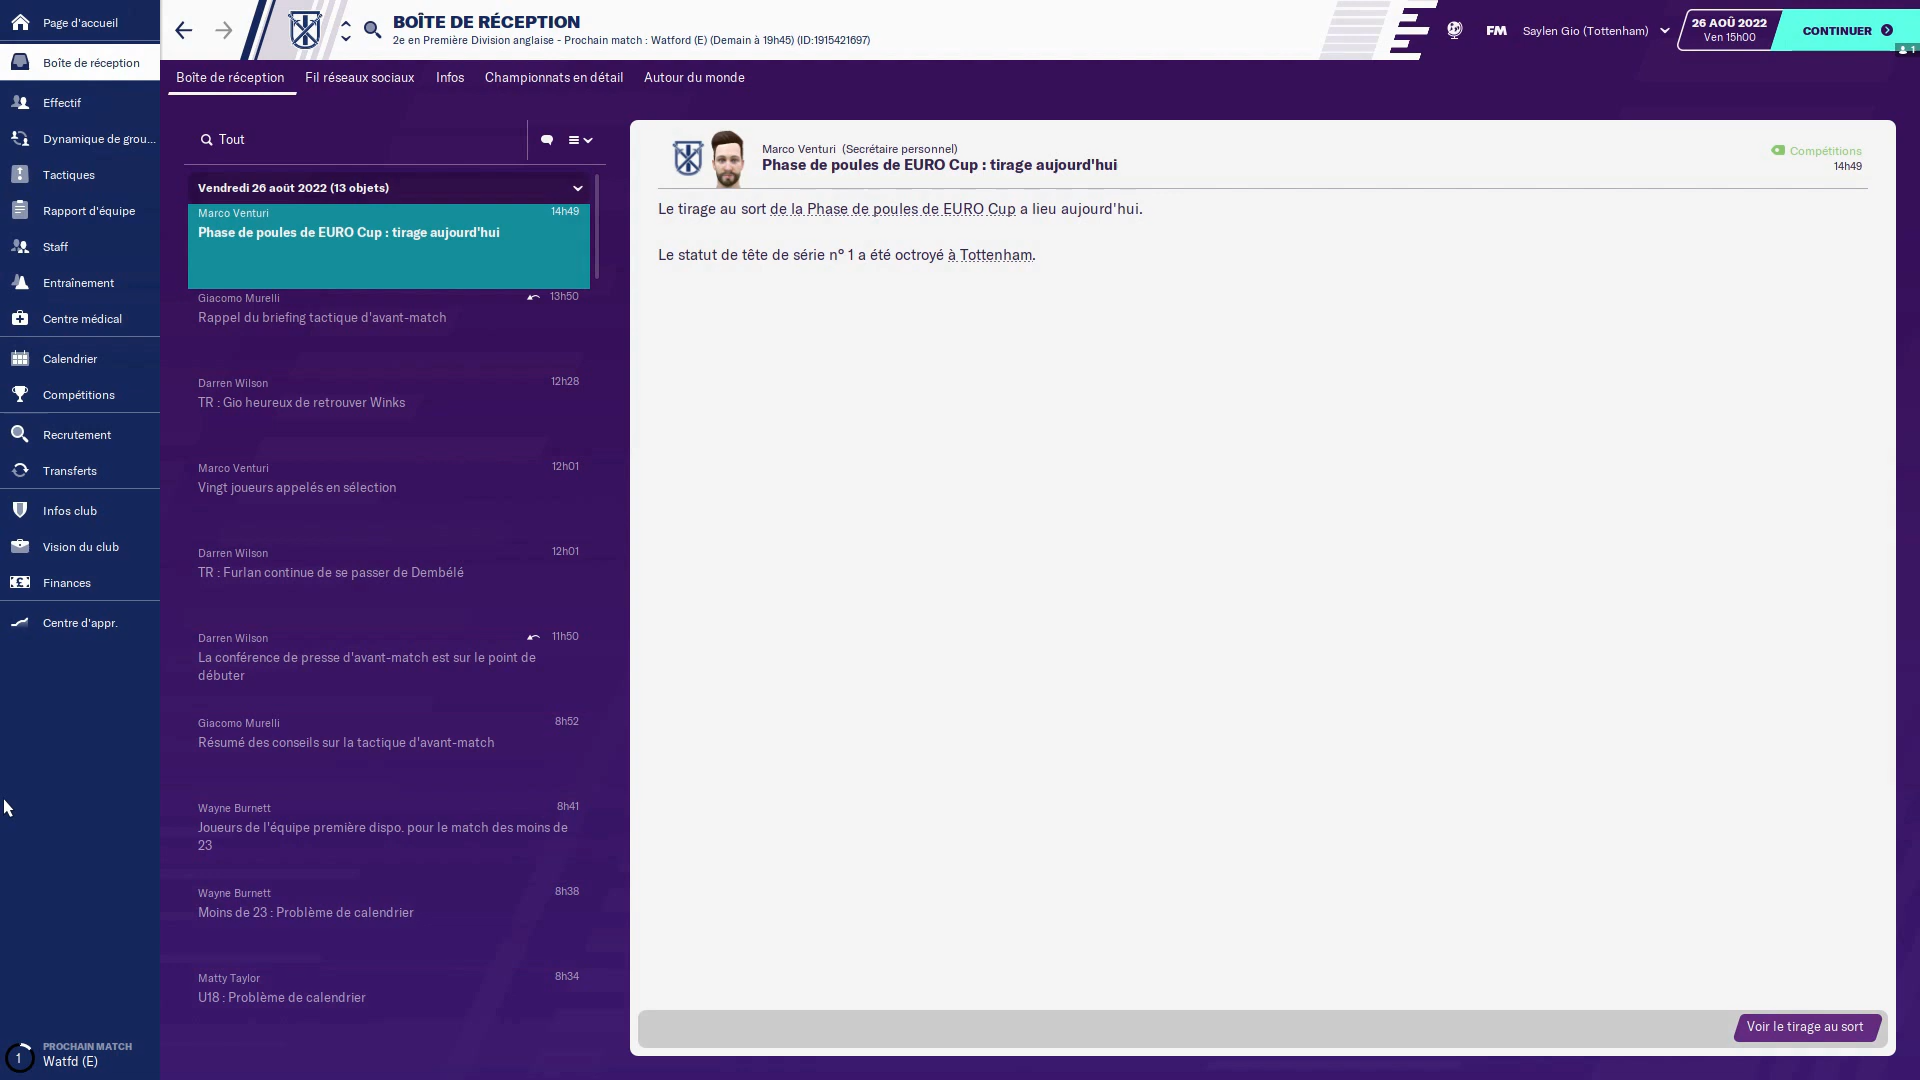 Page d'accueil
Boîte de réception
Effectif
Dynamique de grou...
Tactiques
Rapport d'équipe
Staff
Entraînement
Centre médical
Calendrier
Compétitions
Recrutement
Transferts
Infos club
Vision du club
Finances
Centre d'appr.
1
PROCHAIN MATCH
Watfd (E)
BOÎTE DE RÉCEPTION
2e en Première Division anglaise - Prochain match : Watford (E) (Demain à 19h45) (ID:1915421697)
FM
Saylen Gio (Tottenham)
26 AOÛ 2022
Ven 15h00
CONTINUER
1
Boîte de réception
Fil réseaux sociaux
Infos
Championnats en détail
Autour du monde
Tout
Vendredi 26 août 2022 (13 objets)
Marco Venturi 14h49
Phase de poules de EURO Cup : tirage aujourd'hui
Giacomo Murelli 13h50
Rappel du briefing tactique d'avant-match
Darren Wilson 12h28
TR : Gio heureux de retrouver Winks
Marco Venturi 12h01
Vingt joueurs appelés en sélection
Darren Wilson 12h01
TR : Furlan continue de se passer de Dembélé
Darren Wilson 11h50
La conférence de presse d'avant-match est sur le point de
débuter
Giacomo Murelli 8h52
Résumé des conseils sur la tactique d'avant-match
Wayne Burnett 8h41
Joueurs de l'équipe première dispo. pour le match des moins de
23
Wayne Burnett 8h38
Moins de 23 : Problème de calendrier
Matty Taylor 8h34
U18 : Problème de calendrier
Marco Venturi (Secrétaire personnel)
Phase de poules de EURO Cup : tirage aujourd'hui
Compétitions
14h49
Le tirage au sort de la Phase de poules de EURO Cup a lieu aujourd'hui.
Le statut de tête de série n° 1 a été octroyé à Tottenham.
Voir le tirage au sort